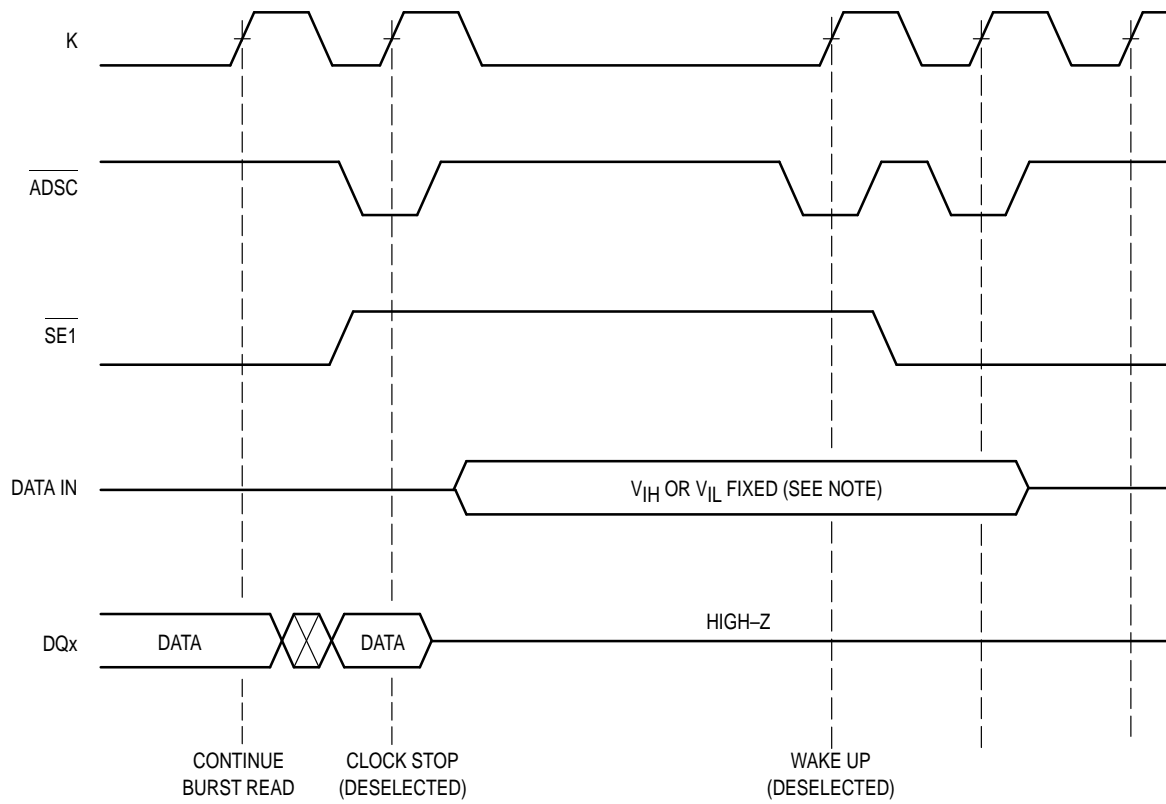 K
ADSC
SE1
DATA IN
VIH OR VIL FIXED (SEE NOTE)
DQx
DATA
DATA
HIGH–Z
CONTINUE
BURST READ
CLOCK STOP
(DESELECTED)
WAKE UP
(DESELECTED)